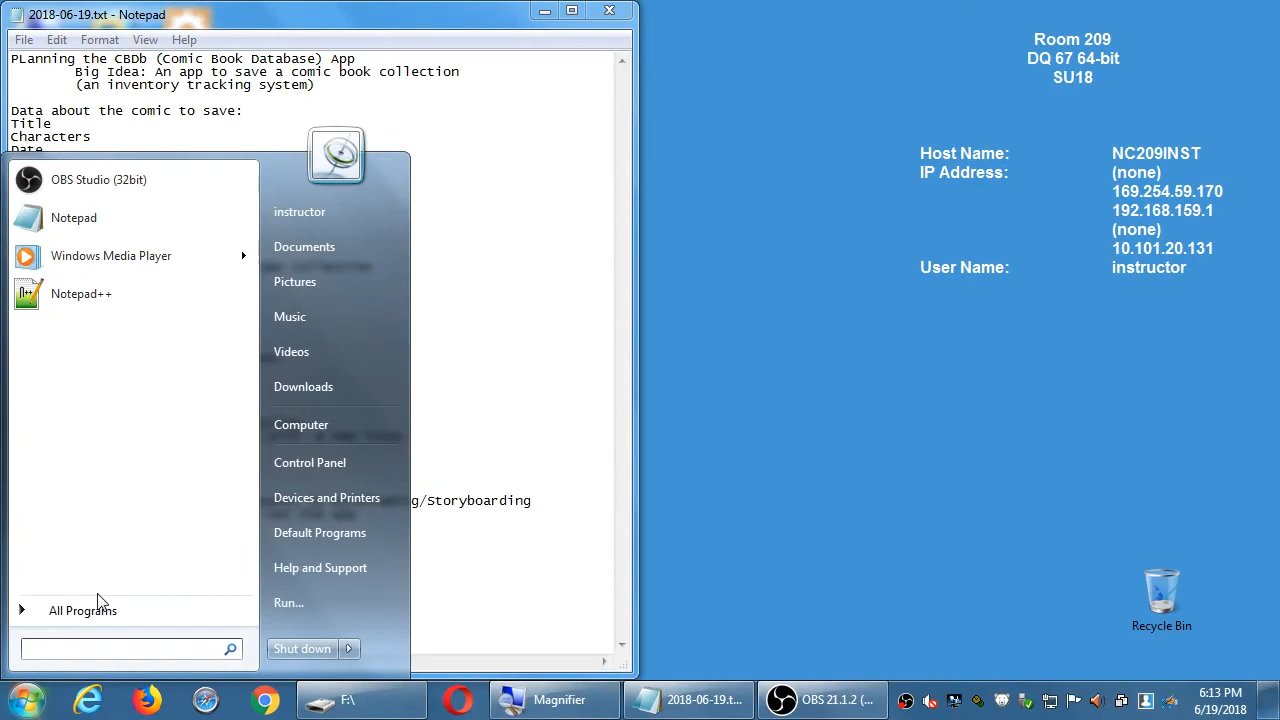 2018-06-19.txt - Notepad
File Edit Format View Help
PLanning the CBDb (Comic Book Database) App
Big Idea: An app to save a comic book collection
(an inventory tracking system)
Data about the comic to save:
Title
Characters
Date
OBS Studio (32bit)
Notepad
Windows Media Player
Notepad++
All Programs
instructor
Documents
Pictures
Music
Videos
Downloads
Computer
Control Panel
Devices and Printers
Default Programs
Help and Support
Run...
Shut down
g/Storyboarding
Room 209
DQ 67 64-bit
SU18
Host Name: NC209INST
IP Address: (none)
169.254.59.170
192.168.159.1
(none)
10.101.20.131
User Name: instructor
Recycle Bin
F:\
Magnifier
2018-06-19.t...
OBS 21.1.2 (...
6:13 PM
6/19/2018